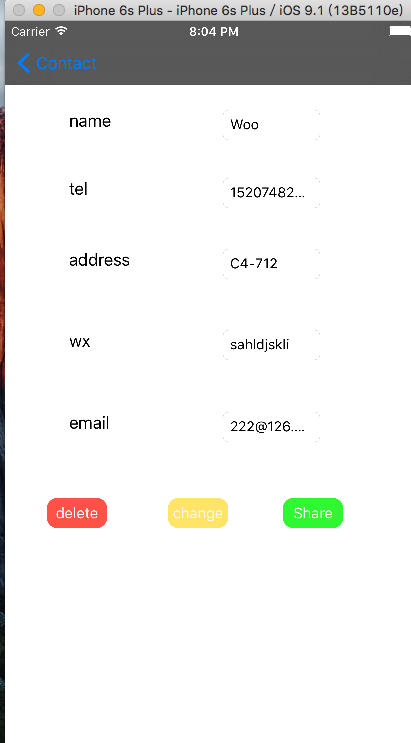 iPhone 6s Plus - iPhone 6s Plus / iOS 9.1 (13B5110e)
Carrier 8:04 PM
Contact
name Woo
tel 15207482...
address C4-712
wx sahldjskli
email 222@126....
delete change Share